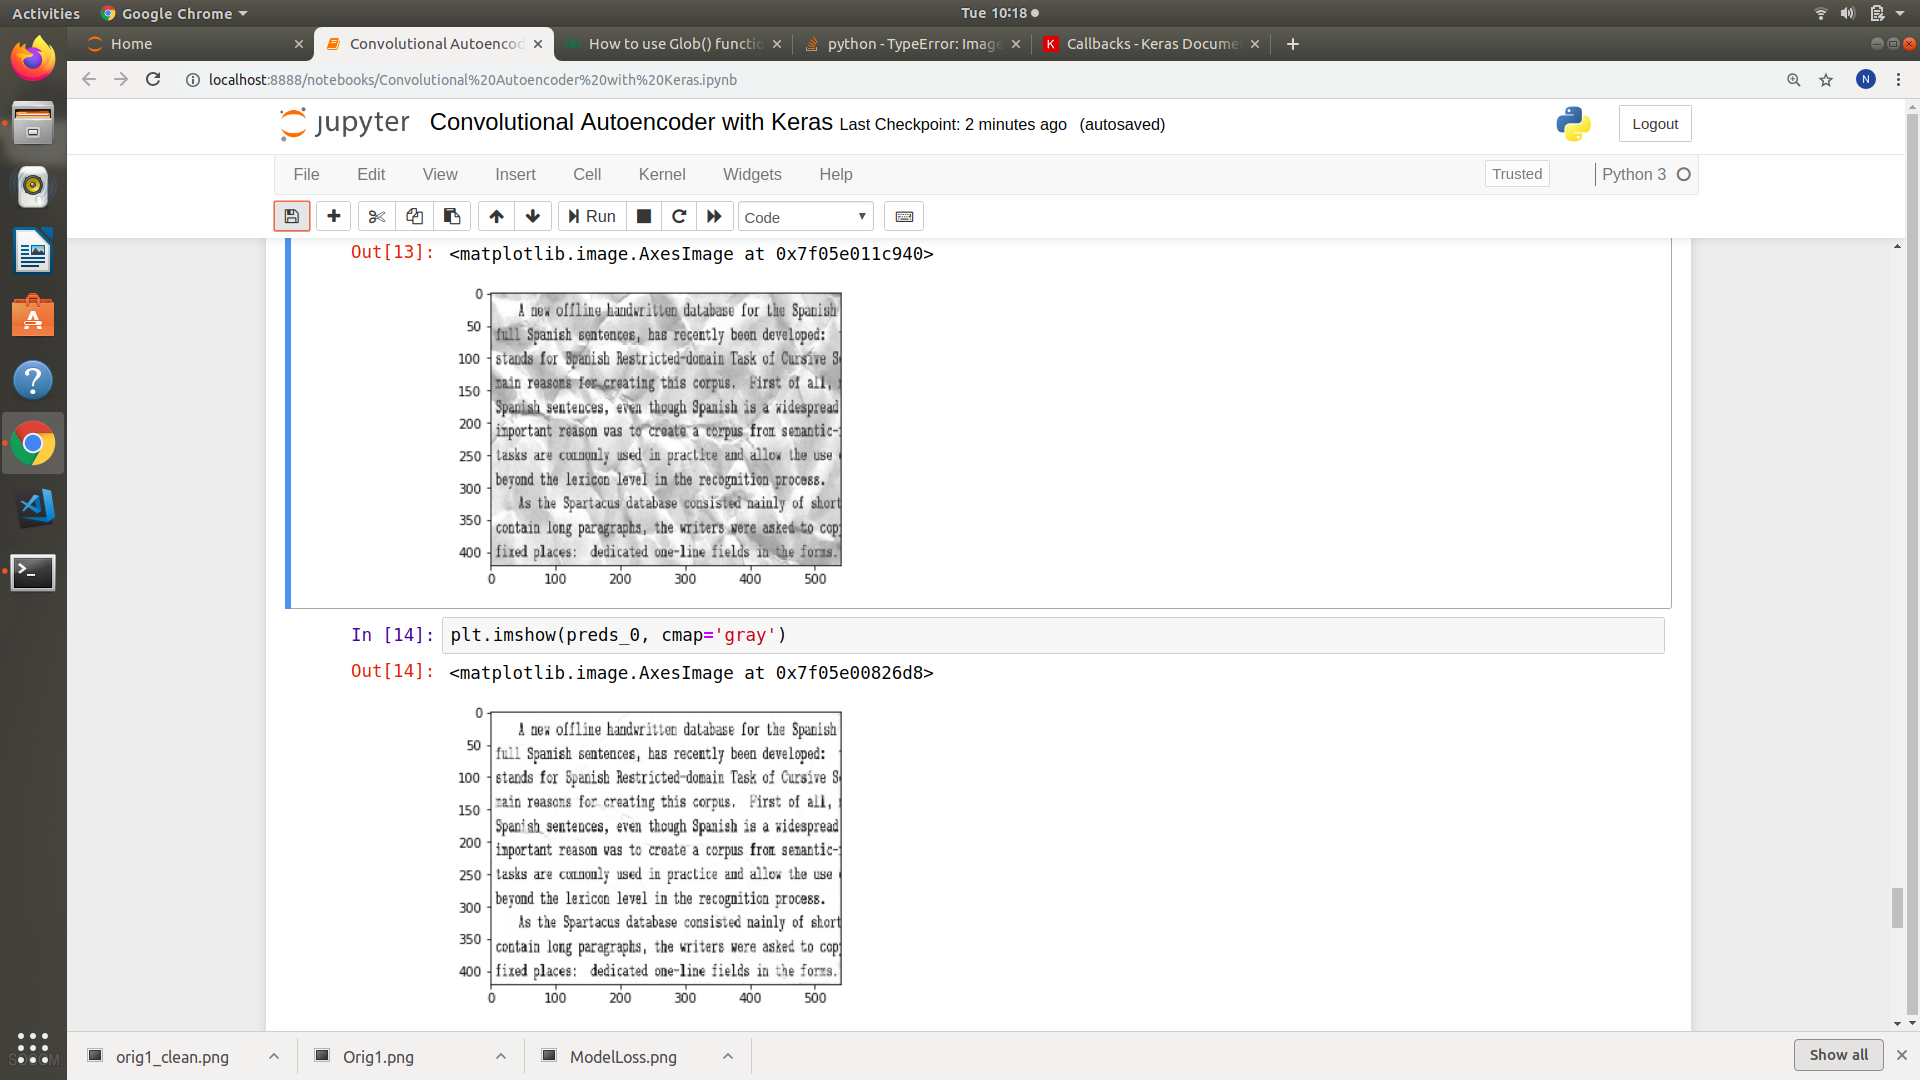 Activities Google Chrome Tue 10:18
Home Convolutional Autoencod How to use Glob() functio python - TypeError: Image Callbacks - Keras Docume
localhost:8888/notebooks/Convolutional%20Autoencoder%20with%20Keras.ipynb N
jupyter Convolutional Autoencoder with Keras Last Checkpoint: 2 minutes ago (autosaved) Logout
File Edit View Insert Cell Kernel Widgets Help Trusted Python 3
Run Code
Out[13]: <matplotlib.image.AxesImage at 0x7f05e011c940>
0 A new offline handwritten database for the Spanish
50 full Spanish sentences, has recently been developed:
100 stands for Spanish Restricted-domain Task of Cursive S
150 main reasons for creating this corpus. First of all,
Spanish sentences, even though Spanish is a widespread
200 important reason was to create a corpus from semantic-
250 tasks are commonly used in practice and allow the use
300 beyond the lexicon level in the recognition process.
As the Spartacus database consisted mainly of short
350 contain long paragraphs, the writers were asked to cop
400 fixed places: dedicated one-line fields in the forms.
0 100 200 300 400 500
In [14]: plt.imshow(preds_0, cmap='gray')
Out[14]: <matplotlib.image.AxesImage at 0x7f05e00826d8>
0 A new offline handwritten database for the Spanish
50 full Spanish sentences, has recently been developed:
100 stands for Spanish Restricted-domain Task of Cursive S
150 main reasons for creating this corpus. First of all,
Spanish sentences, even though Spanish is a widespread
200 important reason was to create a corpus from semantic-
250 tasks are commonly used in practice and allow the use
300 beyond the lexicon level in the recognition process.
As the Spartacus database consisted mainly of short
350 contain long paragraphs, the writers were asked to cop
400 fixed places: dedicated one-line fields in the forms.
0 100 200 300 400 500
orig1_clean.png Orig1.png ModelLoss.png Show all